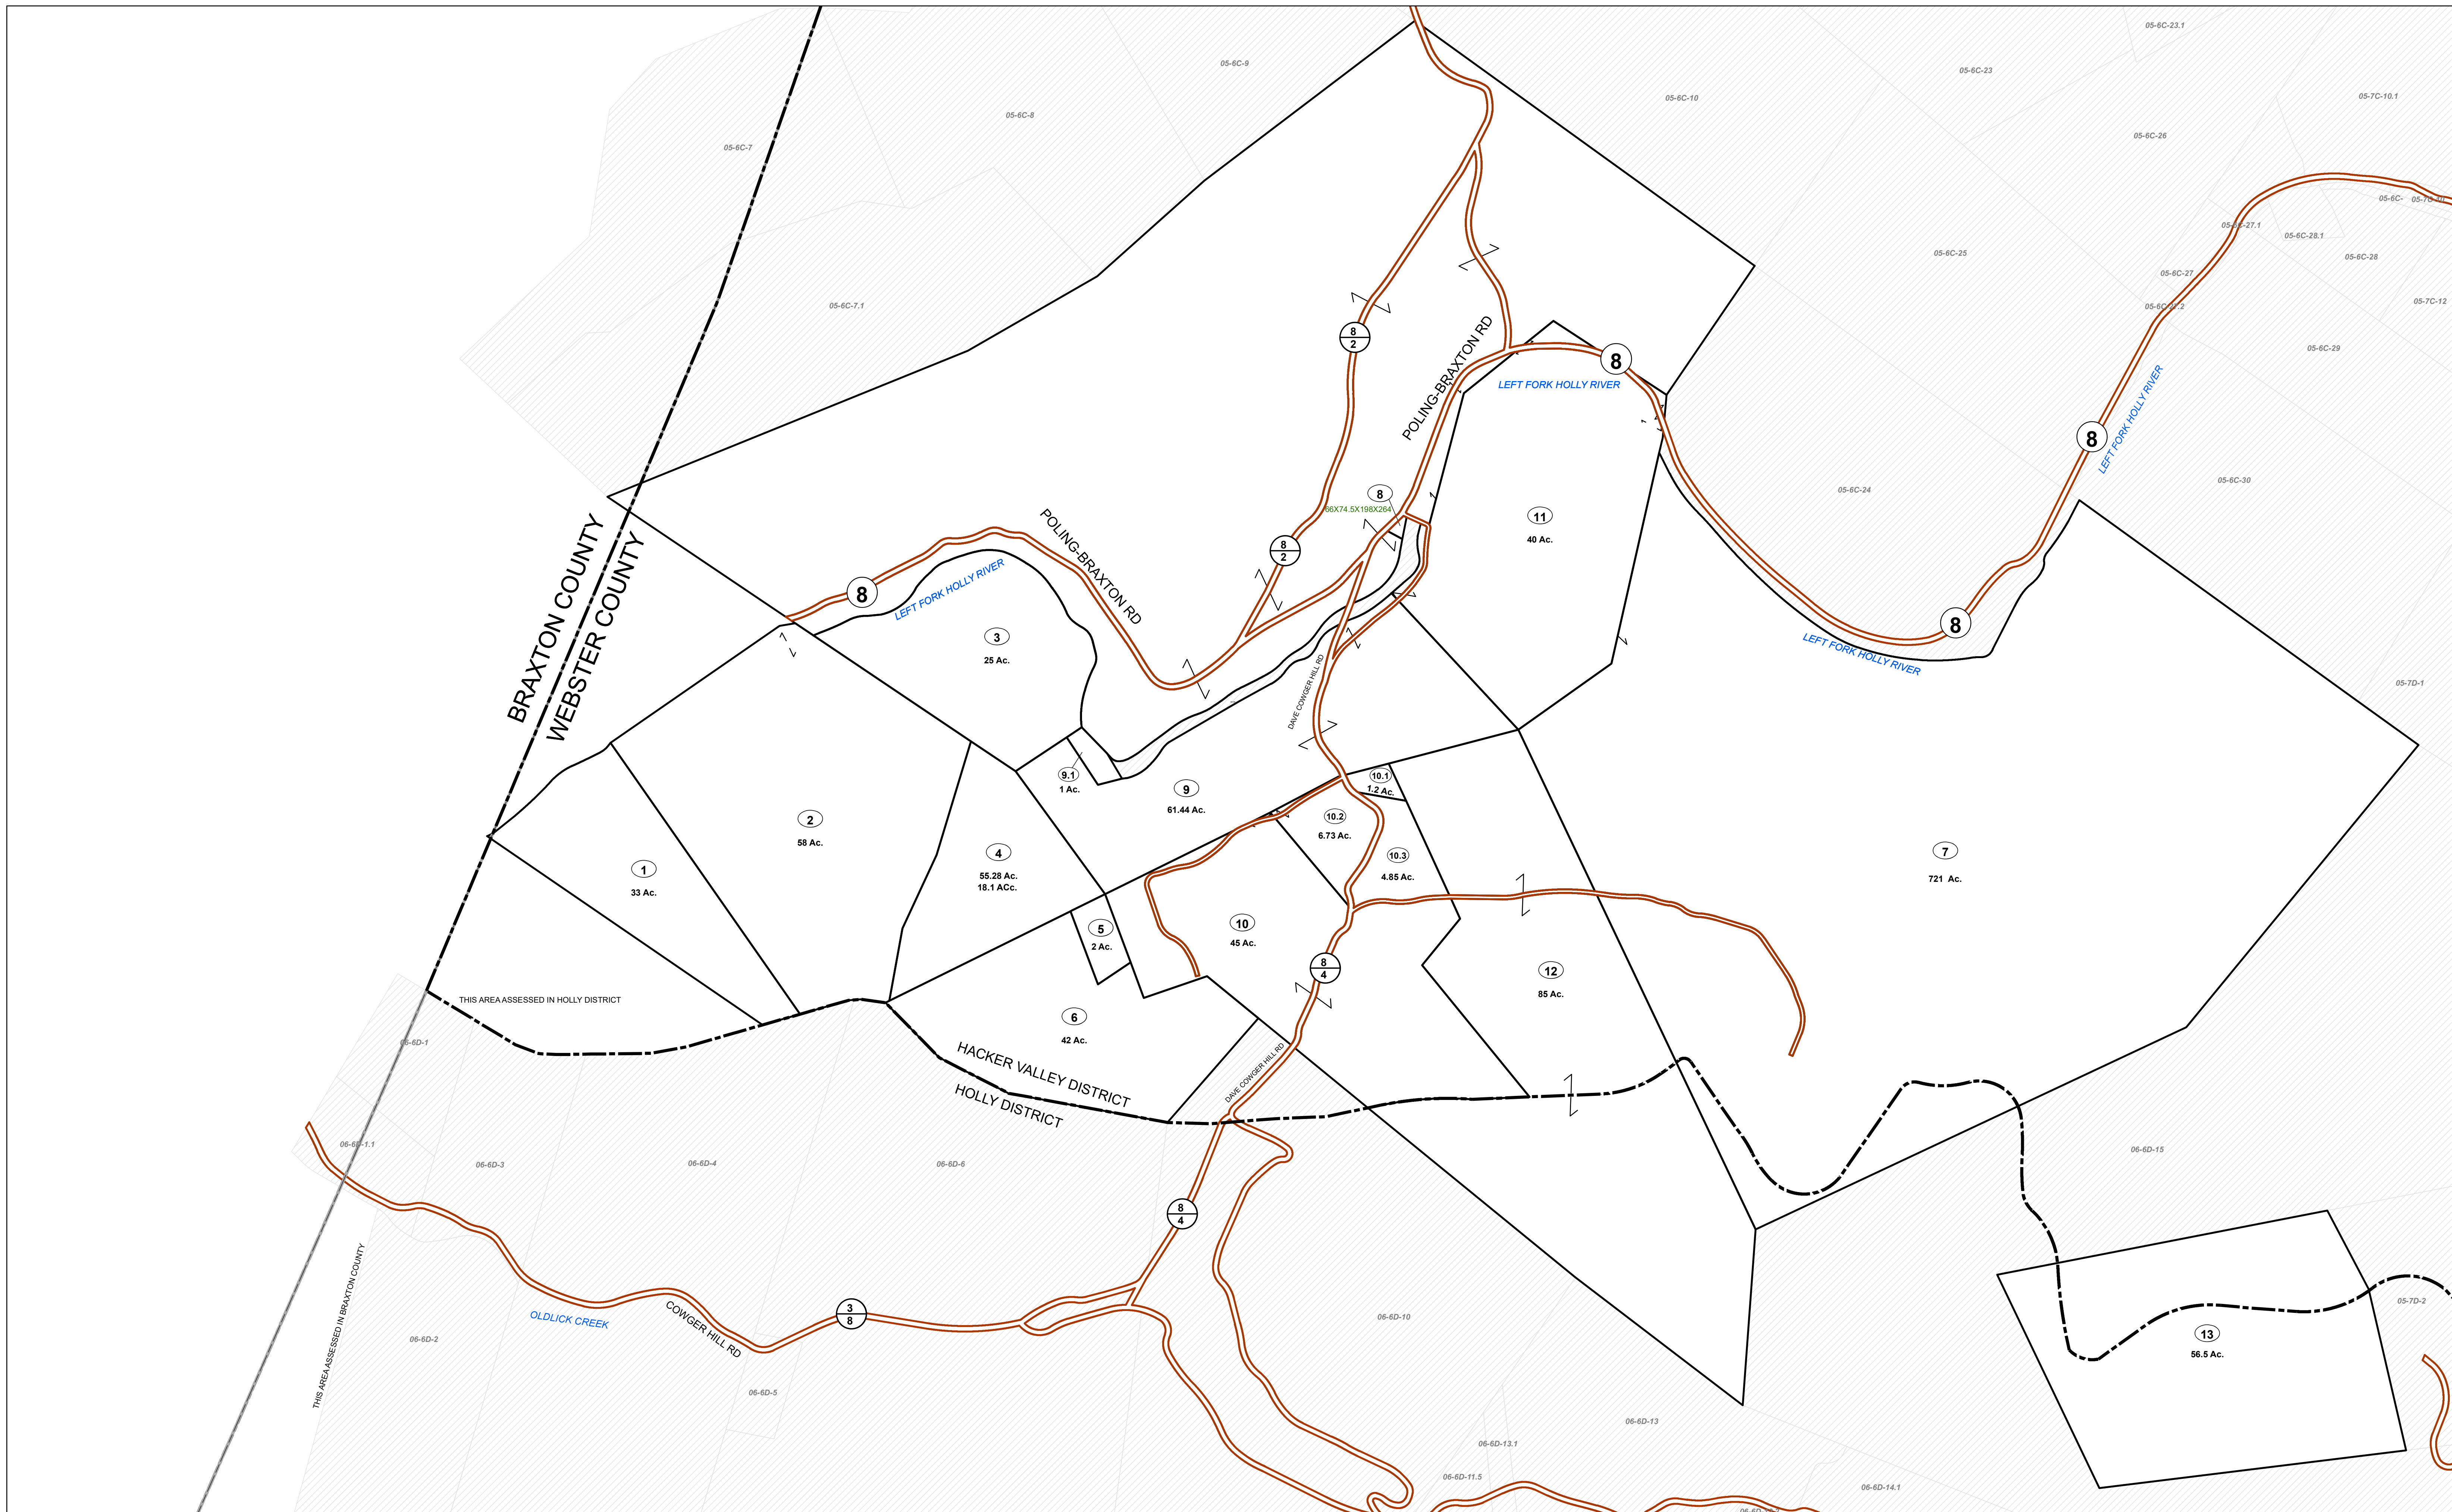 05-6C-23.1
05-6C-9
05-6C-23
05-6C-10
05-7C-10.1
05-6C-8
05-6C-26
05-6C-7
05-6C-
05-6C-27.1
05-6C-28.1
05-6C-25
05-6C-28
05-6C-27
05-7C-12
05-6C-7.1
8
2
POLING-BRAXTON RD
05-6C-29
8
LEFT FORK HOLLY RIVER
8
LEFT FORK HOLLY RIVER
05-6C-30
05-6C-24
8
66X74.5X198X264
11
40 Ac.
BRAXTON COUNTY
WEBSTER COUNTY
POLING-BRAXTON RD
8
2
8
LEFT FORK HOLLY RIVER
3
25 Ac.
8
LEFT FORK HOLLY RIVER
05-7D-1
DAVE COWGER HILL RD
9.1
1 Ac.
9
61.44 Ac.
10.1
1.2 Ac.
10.2
6.73 Ac.
2
58 Ac.
4
55.28 Ac.
18.1 ACc.
10.3
4.85 Ac.
7
721 Ac.
1
33 Ac.
5
2 Ac.
10
45 Ac.
8
4
12
85 Ac.
THIS AREA ASSESSED IN HOLLY DISTRICT
6
42 Ac.
06-6D-1
HACKER VALLEY DISTRICT
HOLLY DISTRICT
DAVE COWGER HILL RD
06-6D-1.1
06-6D-3
06-6D-4
06-6D-6
06-6D-15
8
4
THIS AREA ASSESSED IN BRAXTON COUNTY
OLDLICK CREEK
COWGER HILL RD
3
8
06-6D-10
05-7D-2
13
56.5 Ac.
06-6D-2
06-6D-5
06-6D-13
06-6D-13.1
06-6D-11.5
06-6D-14.1